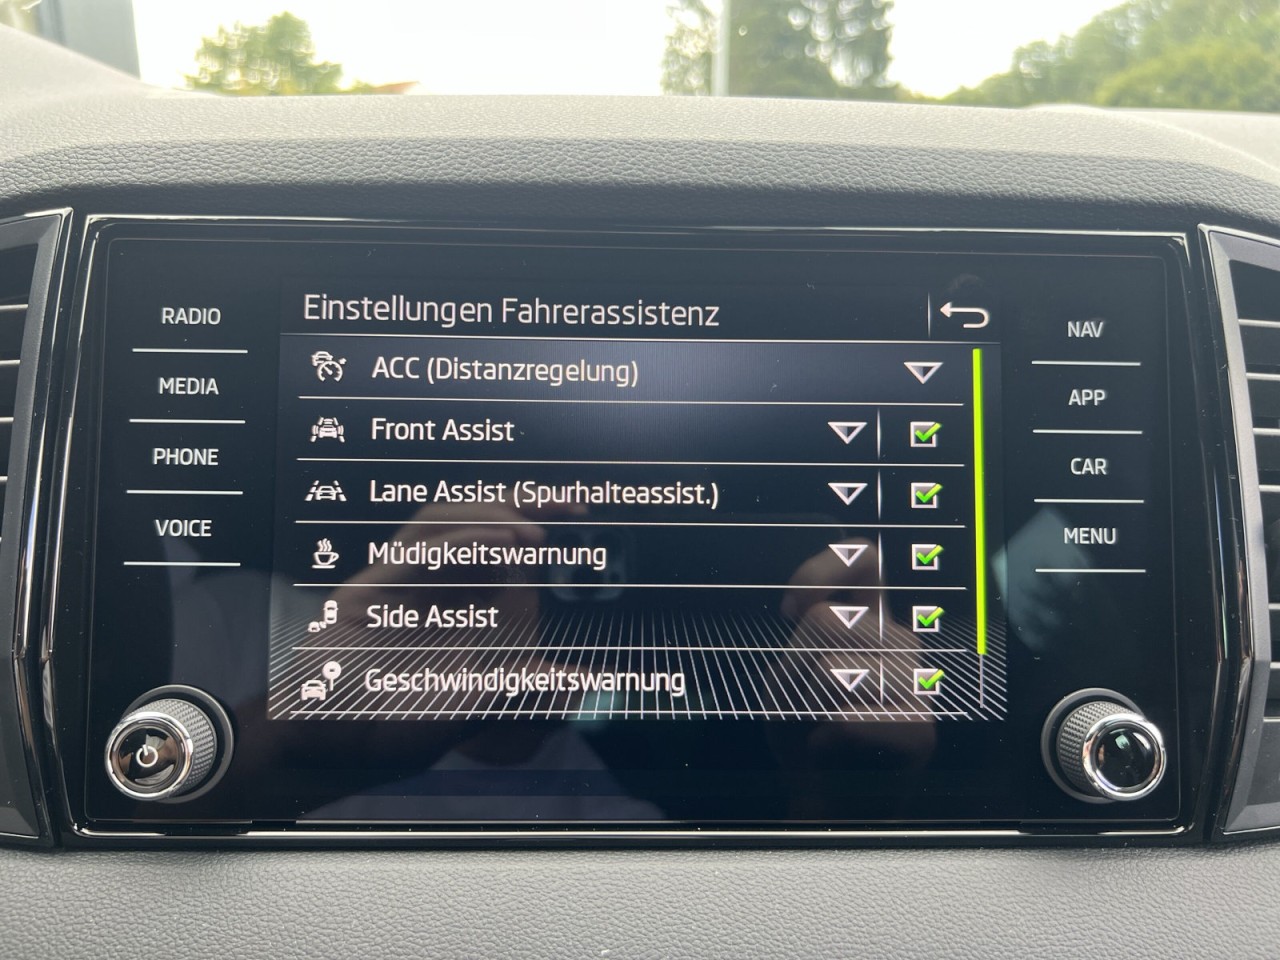 Einstellungen Fahrerassistenz
RADIO
MEDIA
PHONE
VOICE
ACC (Distanzregelung)
Front Assist
Lane Assist (Spurhalteassist.)
Müdigkeitswarnung
Side Assist
Geschwindigkeitswarnung
NAV
APP
CAR
MENU